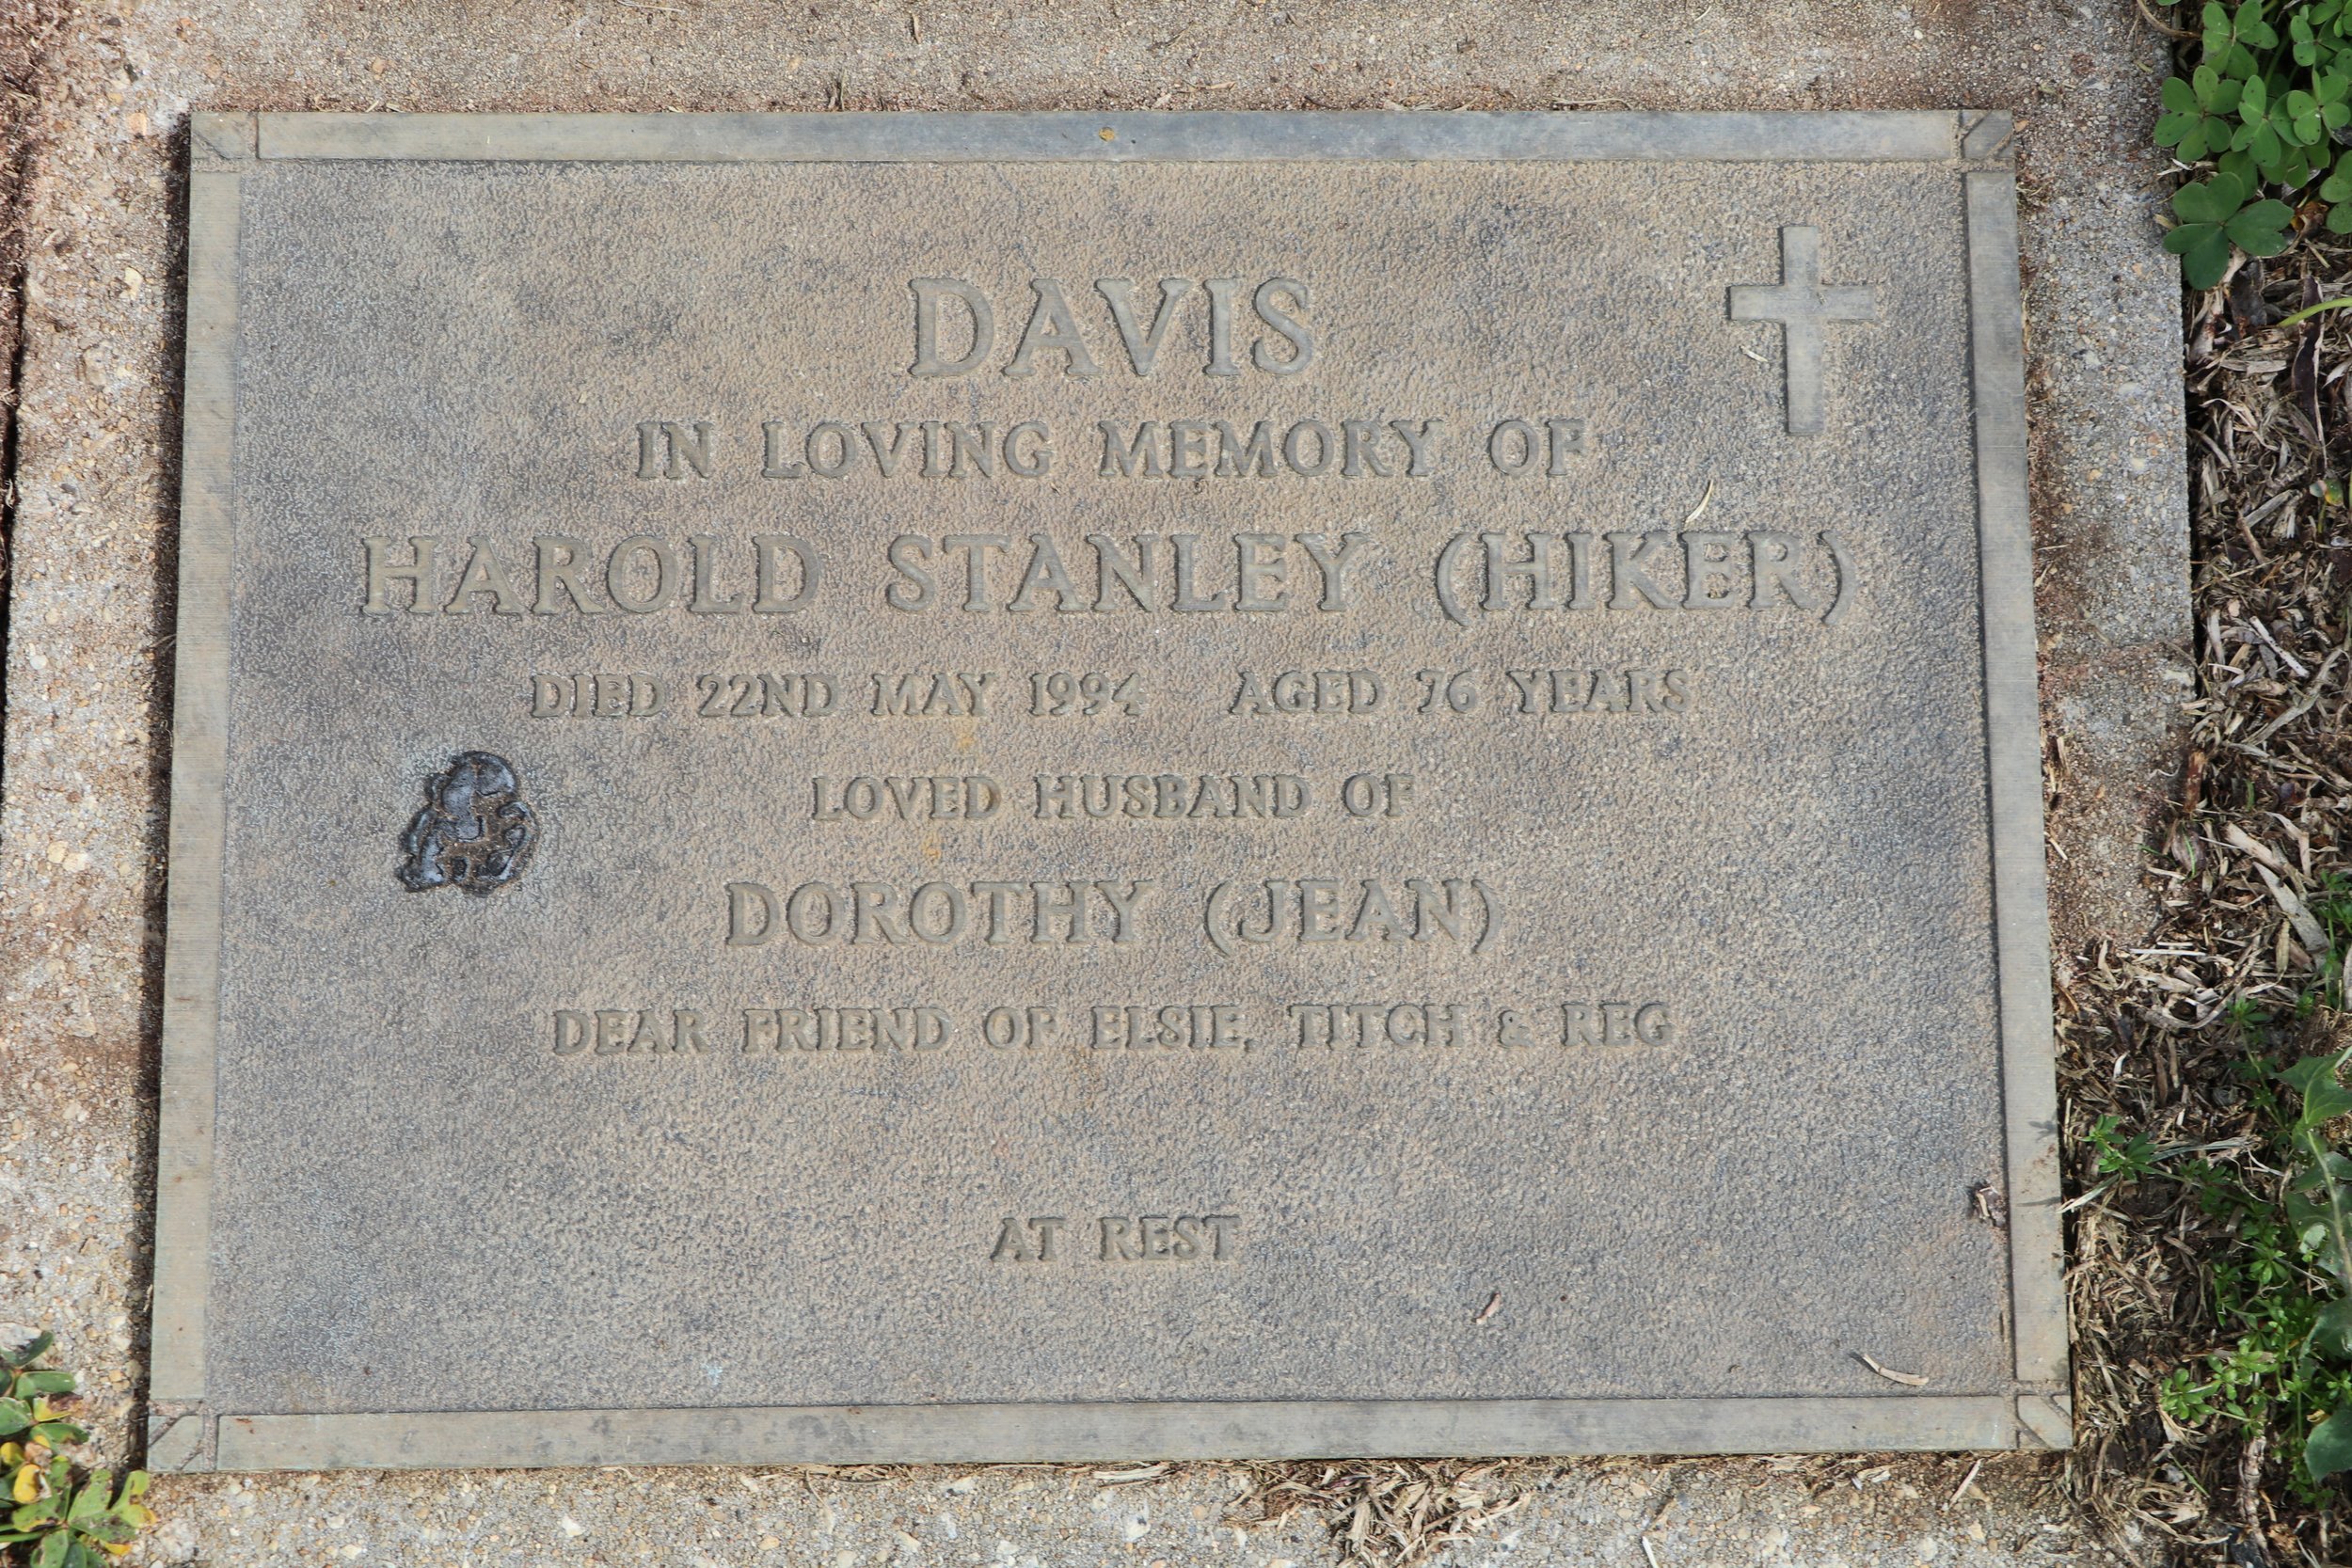 DAVIS
IN LOVING MEMORY OF
HAROLD STANLEY (HIKER)
DIED 22ND MAY 1994 AGED 76 YEARS
LOVED HUSBAND OF
DOROTHY (JEAN)
DEAR FRIEND OF ELSIE, TITCH & REG
AT REST